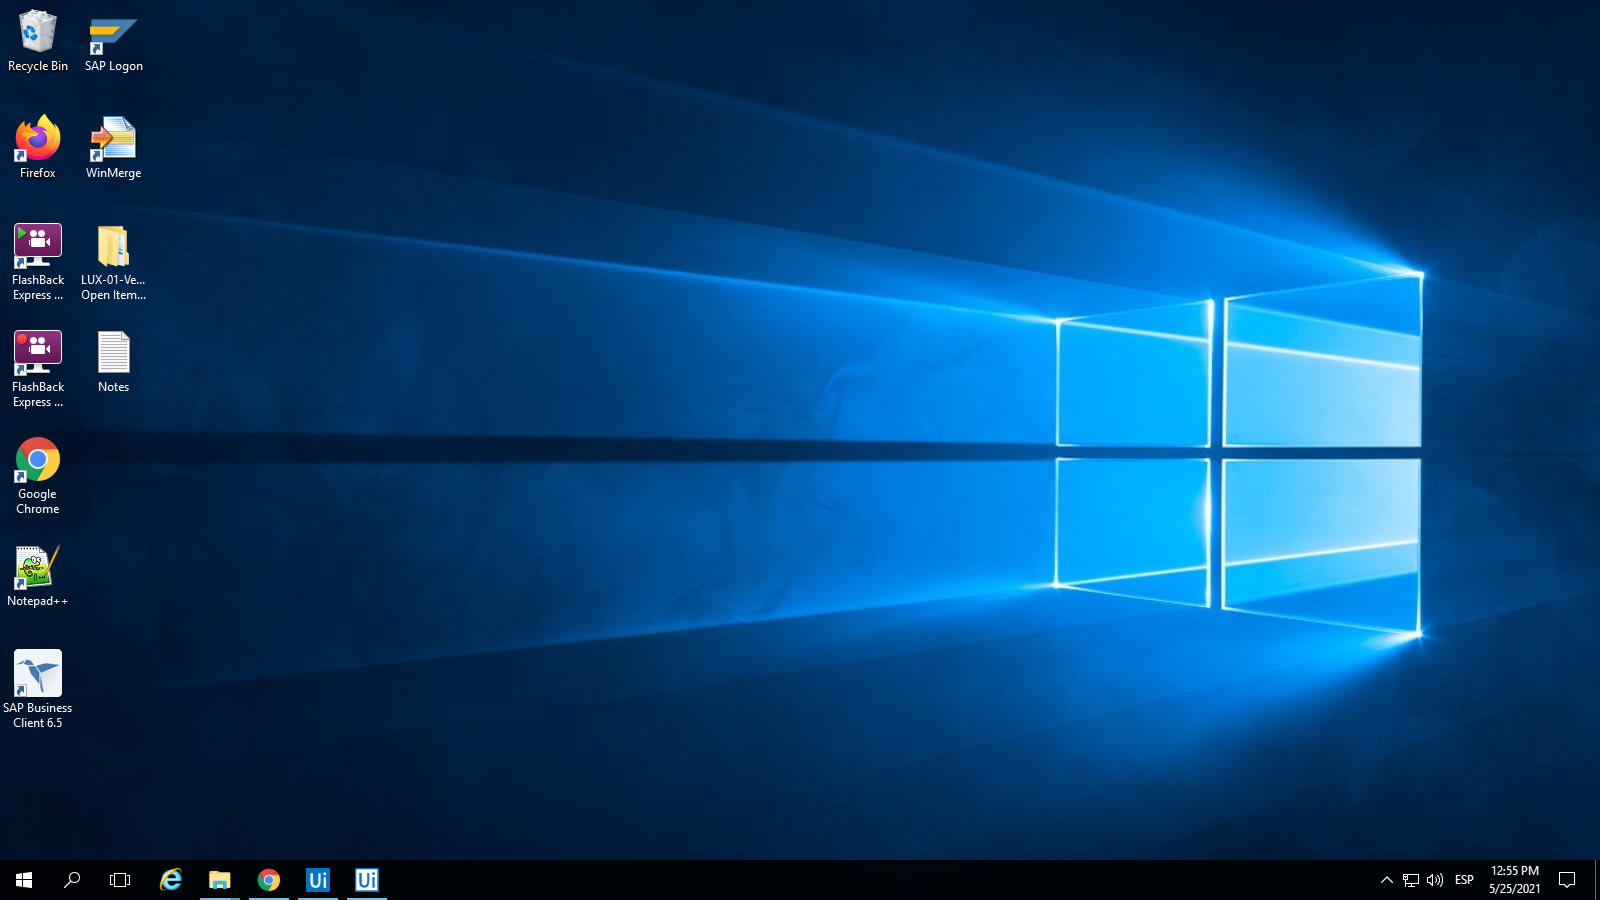 Recycle Bin
SAP Logon
Firefox
WinMerge
FlashBack
Express ...
LUX-01-Ve...
Open Item...
FlashBack
Express ...
Notes
Google
Chrome
Notepad++
SAP Business
Client 6.5
Ui
Ui
ESP
12:55 PM
5/25/2021